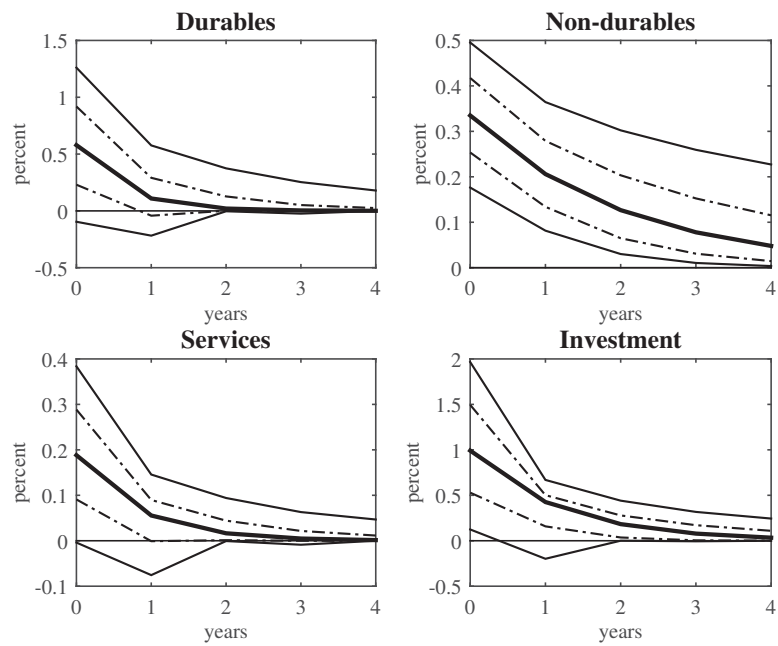 Durables
1.5
1
0.5
0
-0.5
percent
0 1 2 3 4
years
Non-durables
0.5
0.4
0.3
0.2
0.1
0
percent
0 1 2 3 4
years
Services
0.4
0.3
0.2
0.1
0
-0.1
percent
0 1 2 3 4
years
Investment
2
1.5
1
0.5
0
-0.5
percent
0 1 2 3 4
years